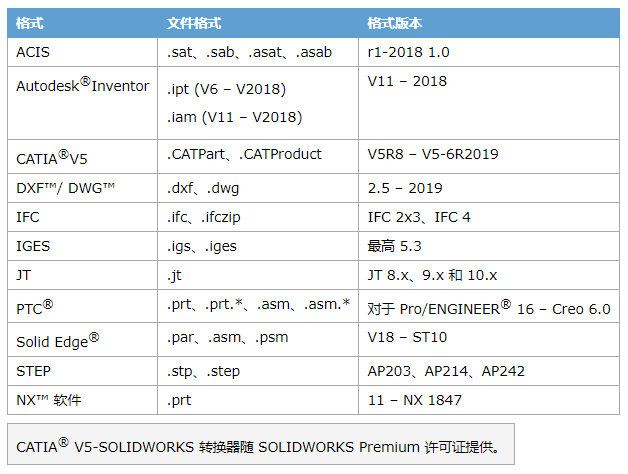 格式 文件格式 格式版本
ACIS .sat、.sab、.asat、.asab r1-2018 1.0
Autodesk®Inventor .ipt (V6 – V2018) V11 – 2018
.iam (V11 – V2018)
CATIA®V5 .CATPart、.CATProduct V5R8 – V5-6R2019
DXF™/ DWG™ .dxf、.dwg 2.5 – 2019
IFC .ifc、.ifczip IFC 2x3、IFC 4
IGES .igs、.iges 最高 5.3
JT .jt JT 8.x、9.x 和 10.x
PTC® .prt、.prt.*、.asm、.asm.* 对于 Pro/ENGINEER® 16 – Creo 6.0
Solid Edge® .par、.asm、.psm V18 – ST10
STEP .stp、.step AP203、AP214、AP242
NX™ 软件 .prt 11 – NX 1847
CATIA® V5-SOLIDWORKS 转换器随 SOLIDWORKS Premium 许可证提供。